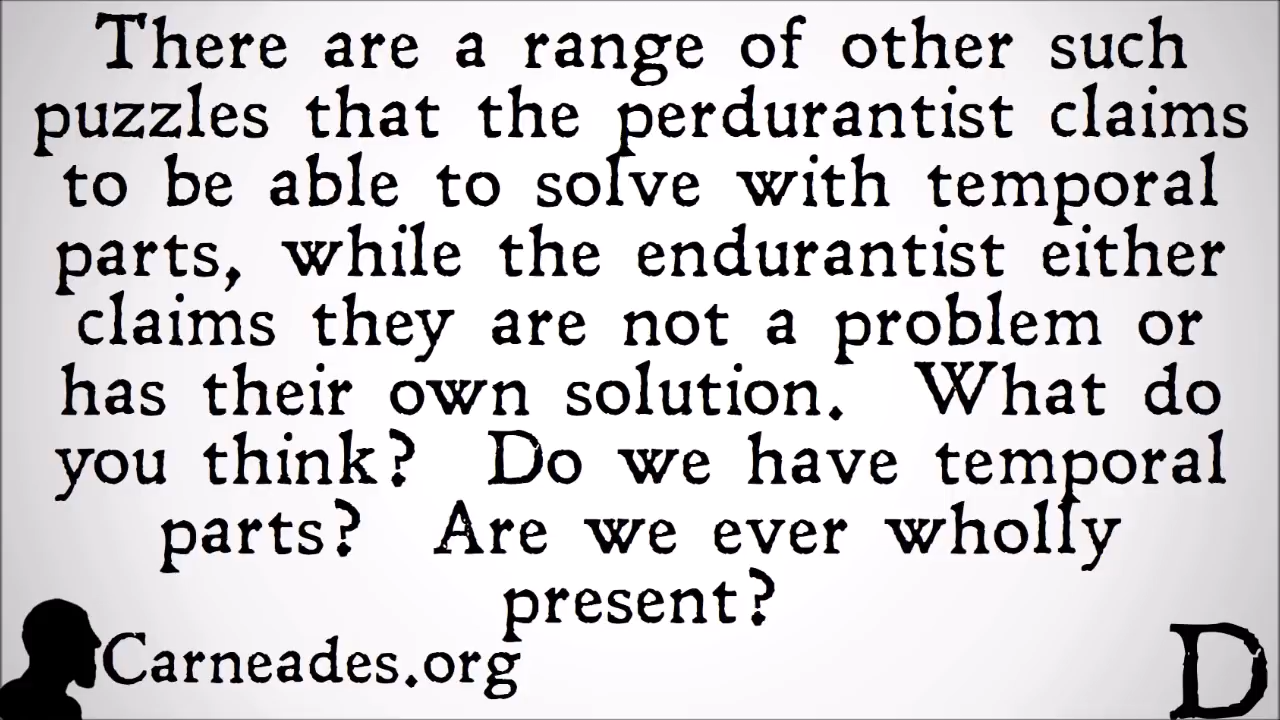 There are a range of other such
puzzles that the perdurantist claims
to be able to solve with temporal
parts, while the endurantist either
claims they are not a problem or
has their own solution. What do
you think? Do we have temporal
parts? Are we ever wholly
present?
Carneades.org
D